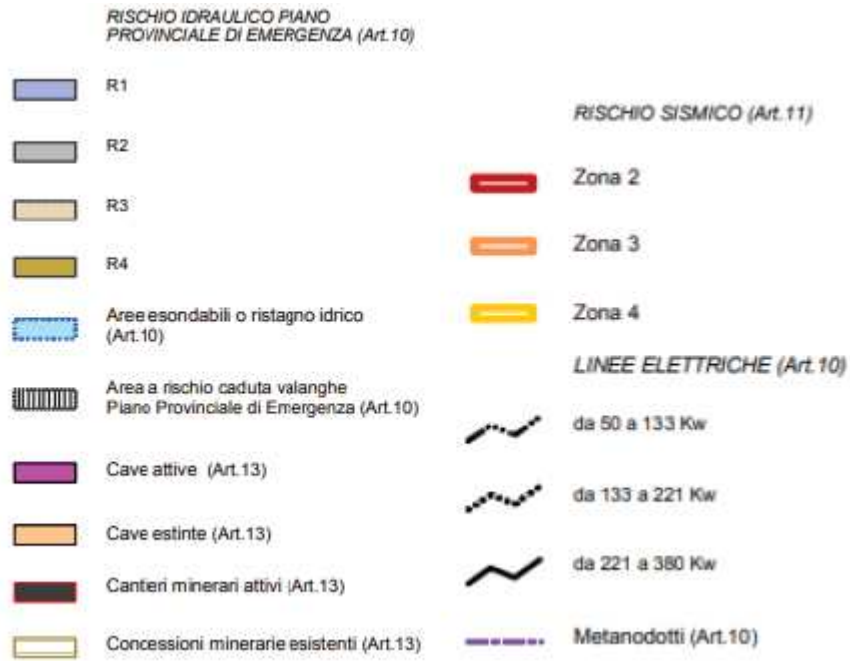 RISCHIO IDRAULICO PIANO
PROVINCIALE DI EMERGENZA (Art.10)
R1
R2
R3
R4
Aree esondabili o ristagno idrico
(Art.10)
Area a rischio caduta valanghe
Piano Provinciale di Emergenza (Art.10)
Cave attive (Art.13)
Cave estinte (Art.13)
Cantieri minerari attivi (Art.13)
Concessioni minerarie esistenti (Art.13)
RISCHIO SISMICO (Art.11)
Zona 2
Zona 3
Zona 4
LINEE ELETTRICHE (Art.10)
da 50 a 133 Kw
da 133 a 221 Kw
da 221 a 380 Kw
Metanodotti (Art.10)